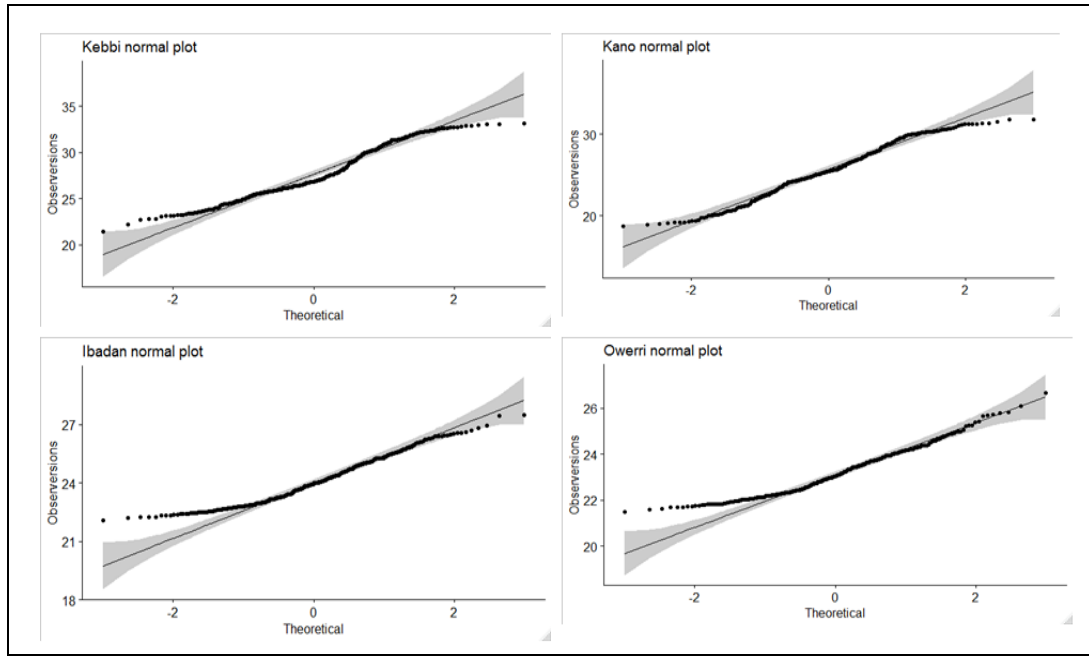 Kebbi normal plot
35
30
25
20
Observersions
-2
0
2
Theoretical
Kano normal plot
30
20
Observersions
-2
0
2
Theoretical
Ibadan normal plot
27
24
21
18
Observersions
-2
0
2
Theoretical
Owerri normal plot
26
24
22
20
Observersions
-2
0
2
Theoretical